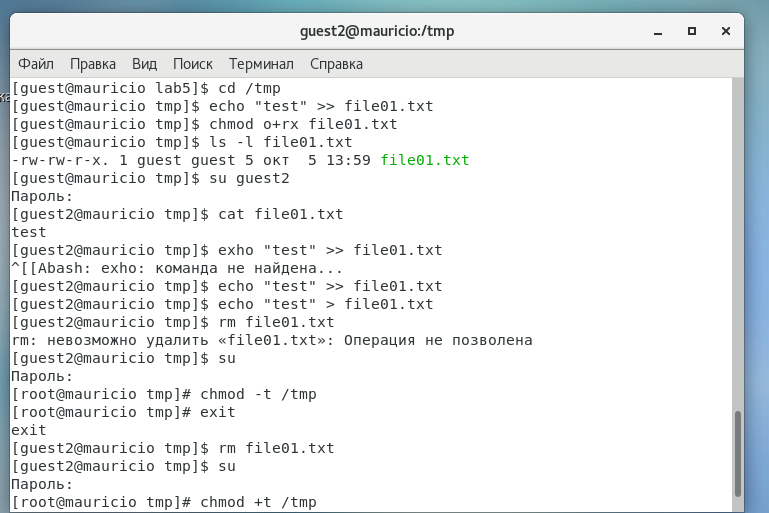 guest2@mauricio:/tmp
Файл Правка Вид Поиск Терминал Справка
[guest@mauricio lab5]$ cd /tmp
[guest@mauricio tmp]$ echo "test" >> file01.txt
[guest@mauricio tmp]$ chmod o+rx file01.txt
[guest@mauricio tmp]$ ls -l file01.txt
-rw-rw-r-x. 1 guest guest 5 окт  5 13:59 file01.txt
[guest@mauricio tmp]$ su guest2
Пароль:
[guest2@mauricio tmp]$ cat file01.txt
test
[guest2@mauricio tmp]$ exho "test" >> file01.txt
^[[Abash: exho: команда не найдена...
[guest2@mauricio tmp]$ echo "test" >> file01.txt
[guest2@mauricio tmp]$ echo "test" > file01.txt
[guest2@mauricio tmp]$ rm file01.txt
rm: невозможно удалить «file01.txt»: Операция не позволена
[guest2@mauricio tmp]$ su
Пароль:
[root@mauricio tmp]# chmod -t /tmp
[root@mauricio tmp]# exit
exit
[guest2@mauricio tmp]$ rm file01.txt
[guest2@mauricio tmp]$ su
Пароль:
[root@mauricio tmp]# chmod +t /tmp